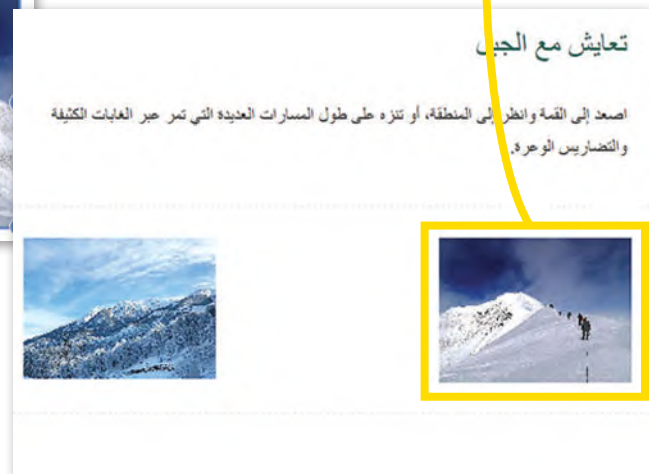 تعايش مع الجبل
اصعد إلى القمة وانظر إلى المنطقة، أو تنزه على طول المسارات العديدة التي تمر عبر الغابات الكثيفة
والتضاريس الوعرة.